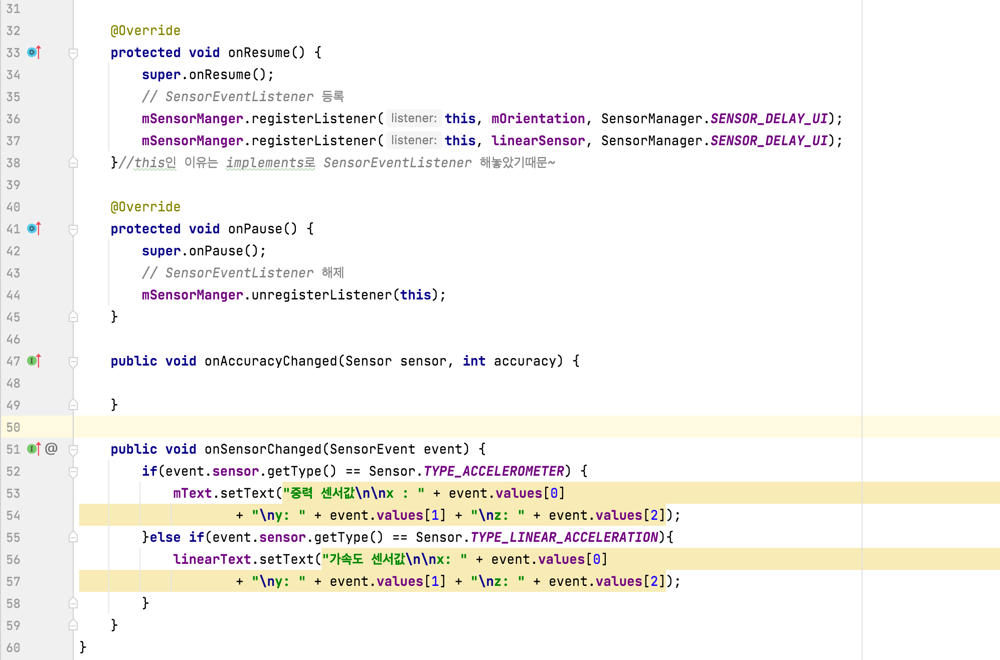 31
32 @Override
33 protected void onResume() {
34 super.onResume();
35 // SensorEventListener 등록
36 mSensorManger.registerListener( listener: this, mOrientation, SensorManager.SENSOR_DELAY_UI);
37 mSensorManger.registerListener( listener: this, linearSensor, SensorManager.SENSOR_DELAY_UI);
38 }//this인 이유는 implements로 SensorEventListener 해놓았기때문~
39
40 @Override
41 protected void onPause() {
42 super.onPause();
43 // SensorEventListener 해제
44 mSensorManger.unregisterListener(this);
45 }
46
47 public void onAccuracyChanged(Sensor sensor, int accuracy) {
48
49 }
50
51 @ public void onSensorChanged(SensorEvent event) {
52 if(event.sensor.getType() == Sensor.TYPE_ACCELEROMETER) {
53 mText.setText("중력 센서값\n\nx : " + event.values[0]
54 + "\ny: " + event.values[1] + "\nz: " + event.values[2]);
55 }else if(event.sensor.getType() == Sensor.TYPE_LINEAR_ACCELERATION){
56 linearText.setText("가속도 센서값\n\nx: " + event.values[0]
57 + "\ny: " + event.values[1] + "\nz: " + event.values[2]);
58 }
59 }
60 }